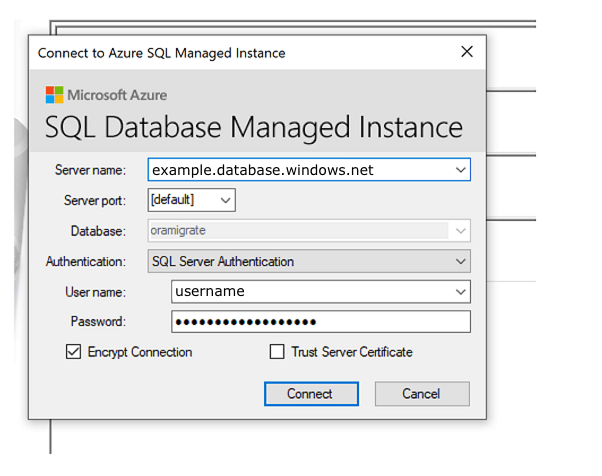 Connect to Azure SQL Managed Instance
Microsoft Azure
SQL Database Managed Instance
Server name: example.database.windows.net
Server port: [default]
Database: oramigrate
Authentication: SQL Server Authentication
User name: username
Password: ••••••••••••••••••
Encrypt Connection Trust Server Certificate
Connect Cancel